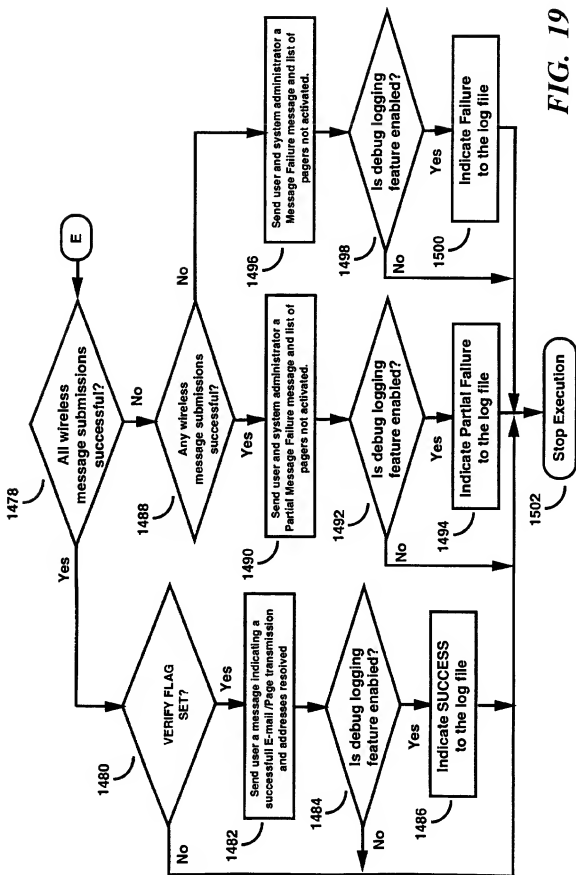 E
1478
All wireless
message submissions
successful?
Yes
No
1480
VERIFY FLAG
SET?
No
Yes
1482
Send user a message indicating a
successfull E-mail /Page transmission
and addresses resolved
1484
Is debug logging
feature enabled?
No
Yes
1486
Indicate SUCCESS
to the log file
1488
Any wireless
message submissions
successful?
No
Yes
1490
Send user and system administrator a
Partial Message Failure message and list of
pagers not activated.
1492
Is debug logging
feature enabled?
No
Yes
1494
Indicate Partial Failure
to the log file
1496
Send user and system administrator a
Message Failure message and list of
pagers not activated.
1498
Is debug logging
feature enabled?
No
Yes
1500
Indicate Failure
to the log file
1502
Stop Execution
FIG. 19